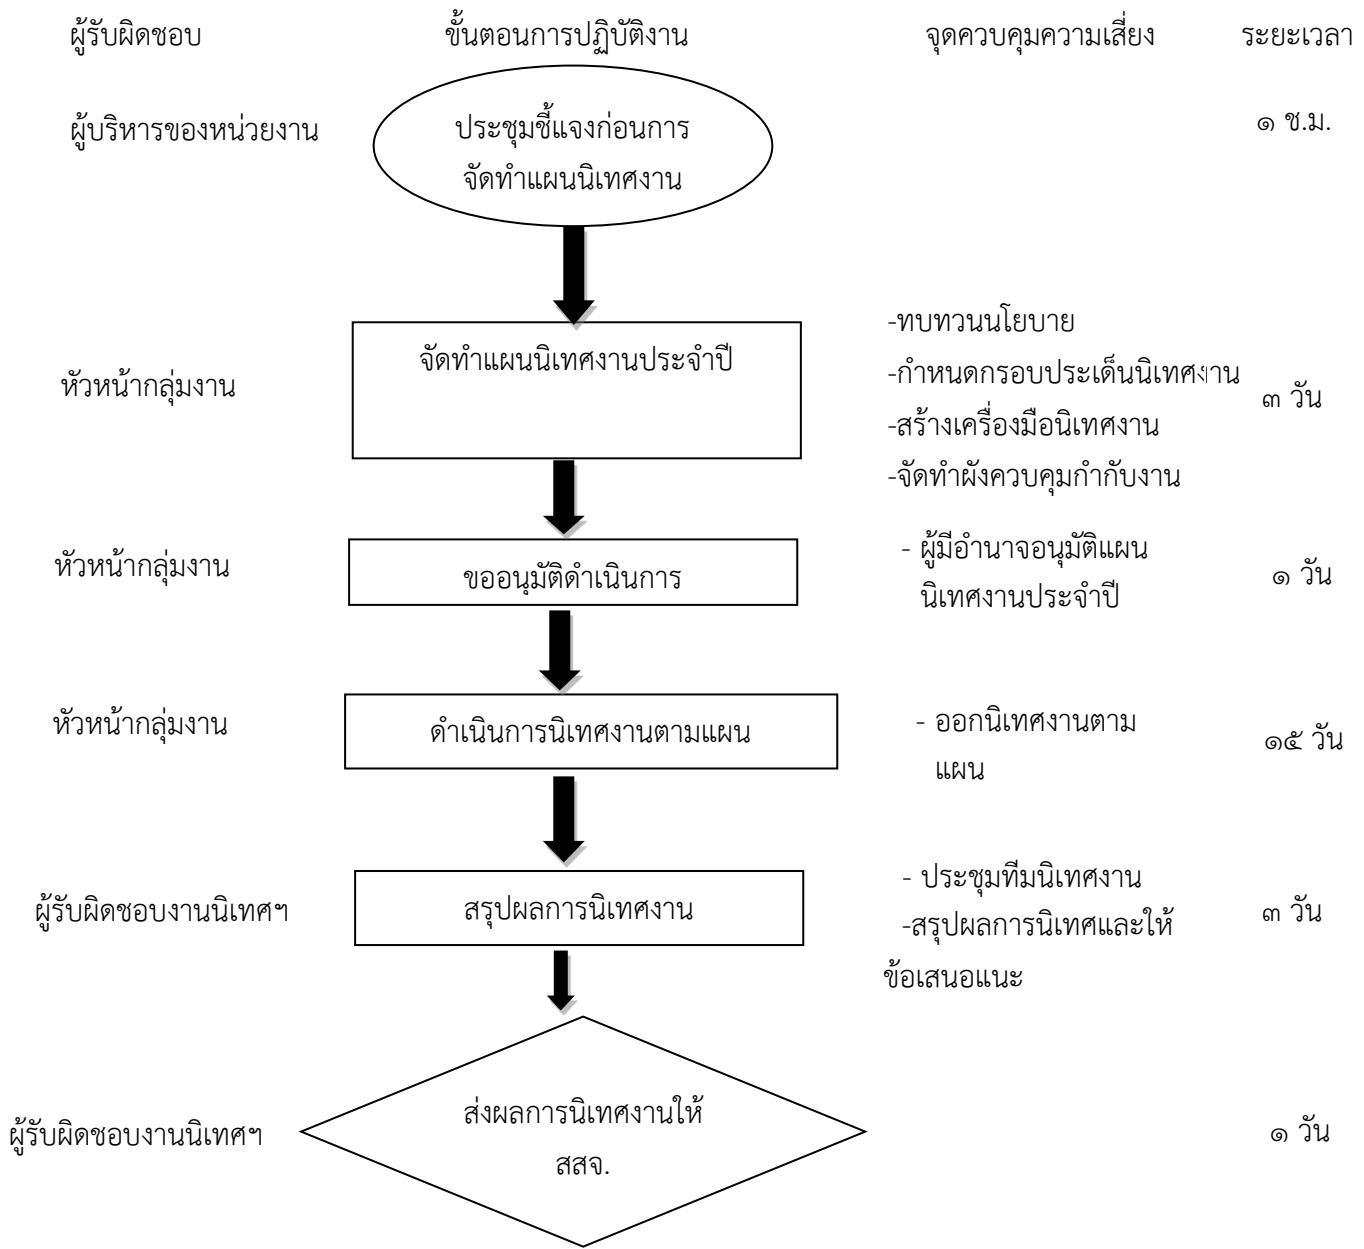 ผู้รับผิดชอบ ขั้นตอนการปฏิบัติงาน จุดควบคุมความเสี่ยง ระยะเวลา
ผู้บริหารของหน่วยงาน
ประชุมชี้แจงก่อนการ
จัดทำแผนนิเทศงาน
๑ ช.ม.
หัวหน้ากลุ่มงาน
จัดทำแผนนิเทศงานประจำปี
-ทบทวนนโยบาย
-กำหนดกรอบประเด็นนิเทศงาน
-สร้างเครื่องมือนิเทศงาน
-จัดทำผังควบคุมกำกับงาน
๓ วัน
หัวหน้ากลุ่มงาน
ขออนุมัติดำเนินการ
- ผู้มีอำนาจอนุมัติแผน
นิเทศงานประจำปี
๑ วัน
หัวหน้ากลุ่มงาน
ดำเนินการนิเทศงานตามแผน
- ออกนิเทศงานตาม
แผน
๑๕ วัน
ผู้รับผิดชอบงานนิเทศฯ
สรุปผลการนิเทศงาน
- ประชุมทีมนิเทศงาน
-สรุปผลการนิเทศและให้
ข้อเสนอแนะ
๓ วัน
ผู้รับผิดชอบงานนิเทศฯ
ส่งผลการนิเทศงานให้
สสจ.
๑ วัน